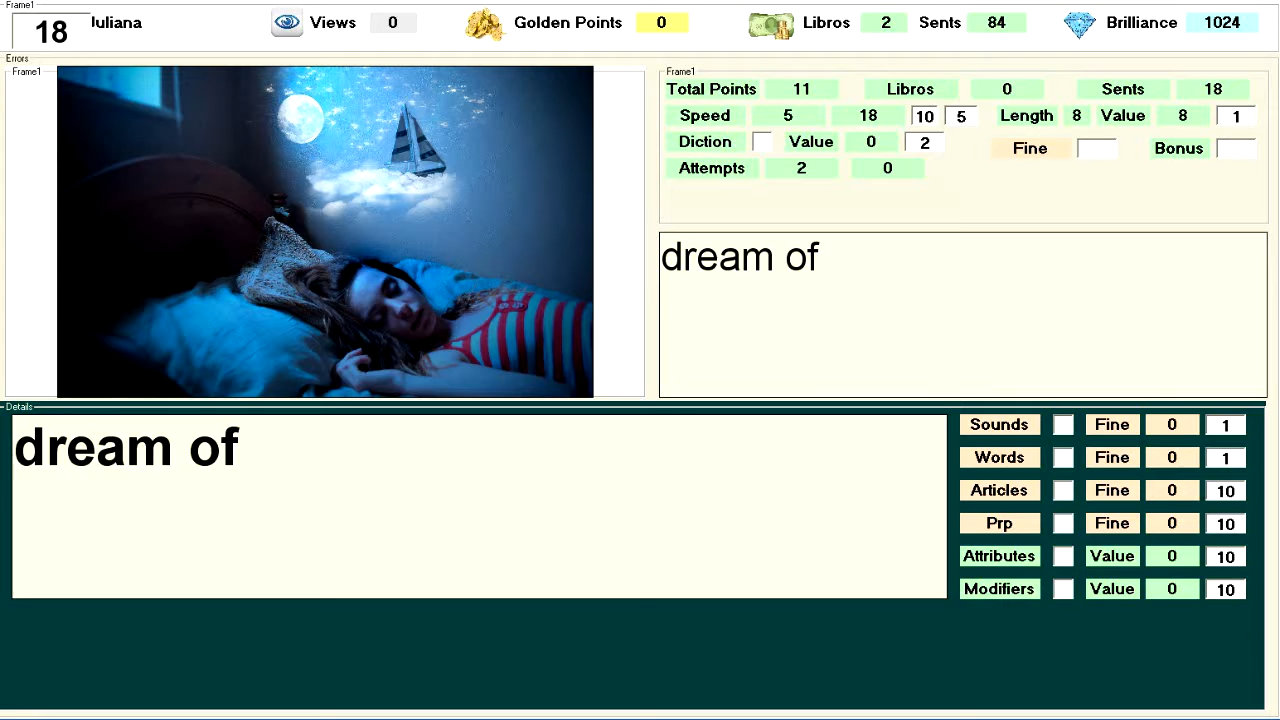 Frame1
18 Juliana Views 0 Golden Points 0 Libros 2 Sents 84 Brilliance 1024
Errors
Frame1
Frame1
Total Points 11 Libros 0 Sents 18
Speed 5 18 10 5 Length 8 Value 8 1
Diction Value 0 2 Fine Bonus
Attempts 2 0
dream of
Details
dream of
Sounds Fine 0 1
Words Fine 0 1
Articles Fine 0 10
Prp Fine 0 10
Attributes Value 0 10
Modifiers Value 0 10